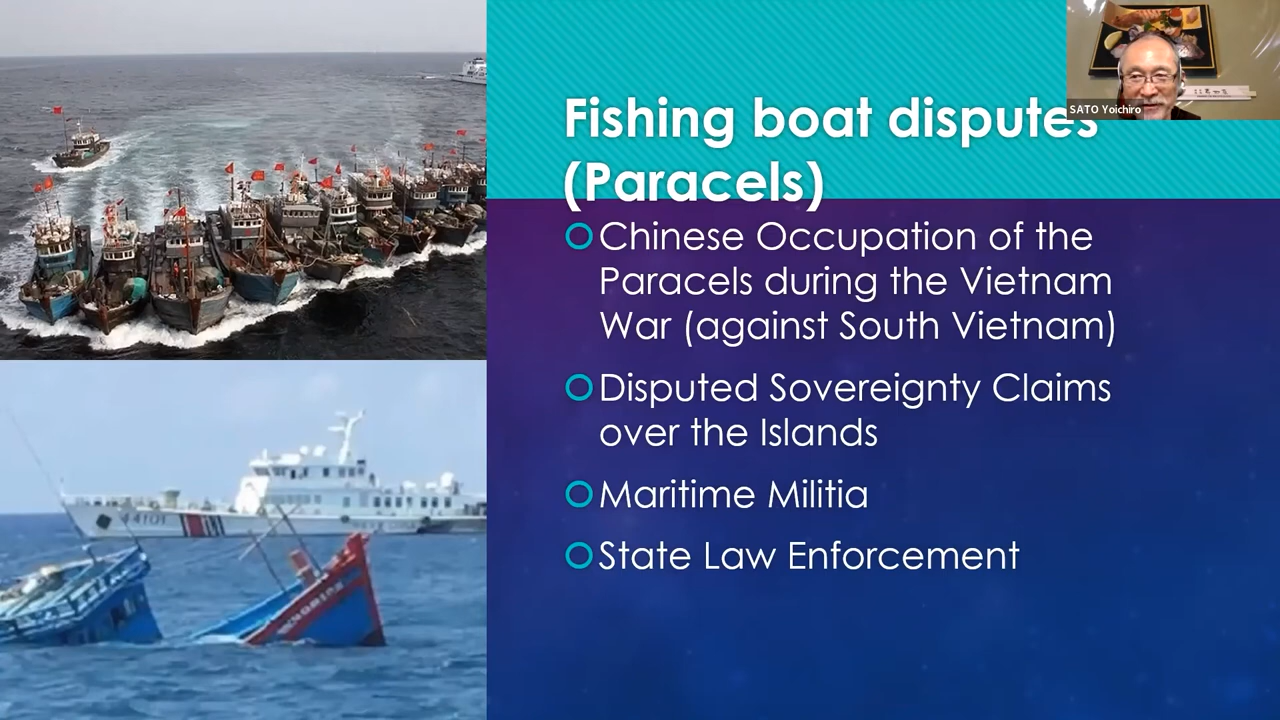 SATO Yoichiro
Fishing boat disputes
(Paracels)
Chinese Occupation of the
Paracels during the Vietnam
War (against South Vietnam)
Disputed Sovereignty Claims
over the Islands
Maritime Militia
State Law Enforcement